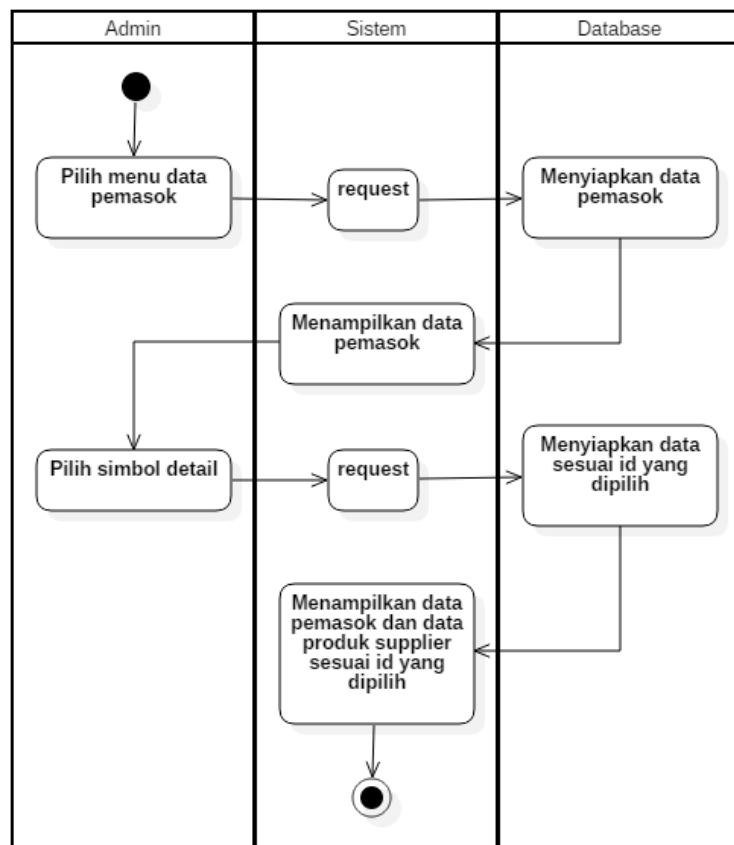 Admin
Sistem
Database
Pilih menu data
pemasok
request
Menyiapkan data
pemasok
Menampilkan data
pemasok
Pilih simbol detail
request
Menyiapkan data
sesuai id yang
dipilih
Menampilkan data
pemasok dan data
produk supplier
sesuai id yang
dipilih